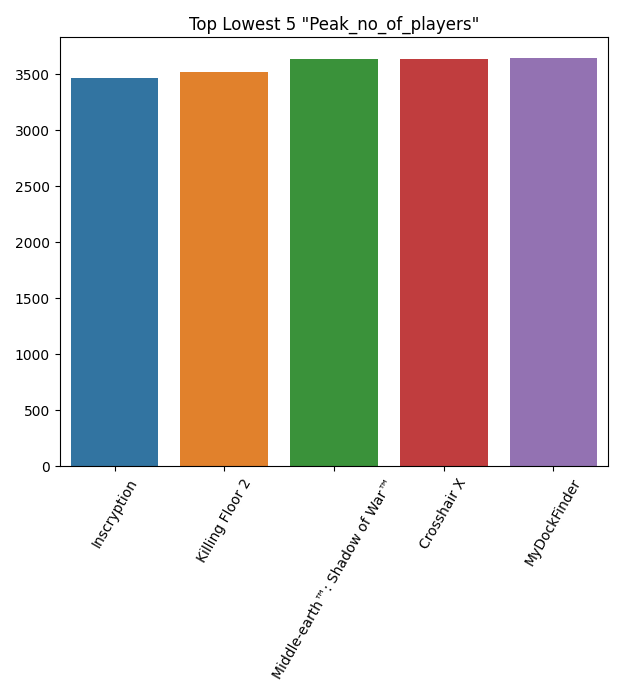 Top Lowest 5 "Peak_no_of_players"
3500
3000
2500
2000
1500
1000
500
0
Inscryption
Killing Floor 2
Middle-earth™: Shadow of War™
Crosshair X
MyDockFinder